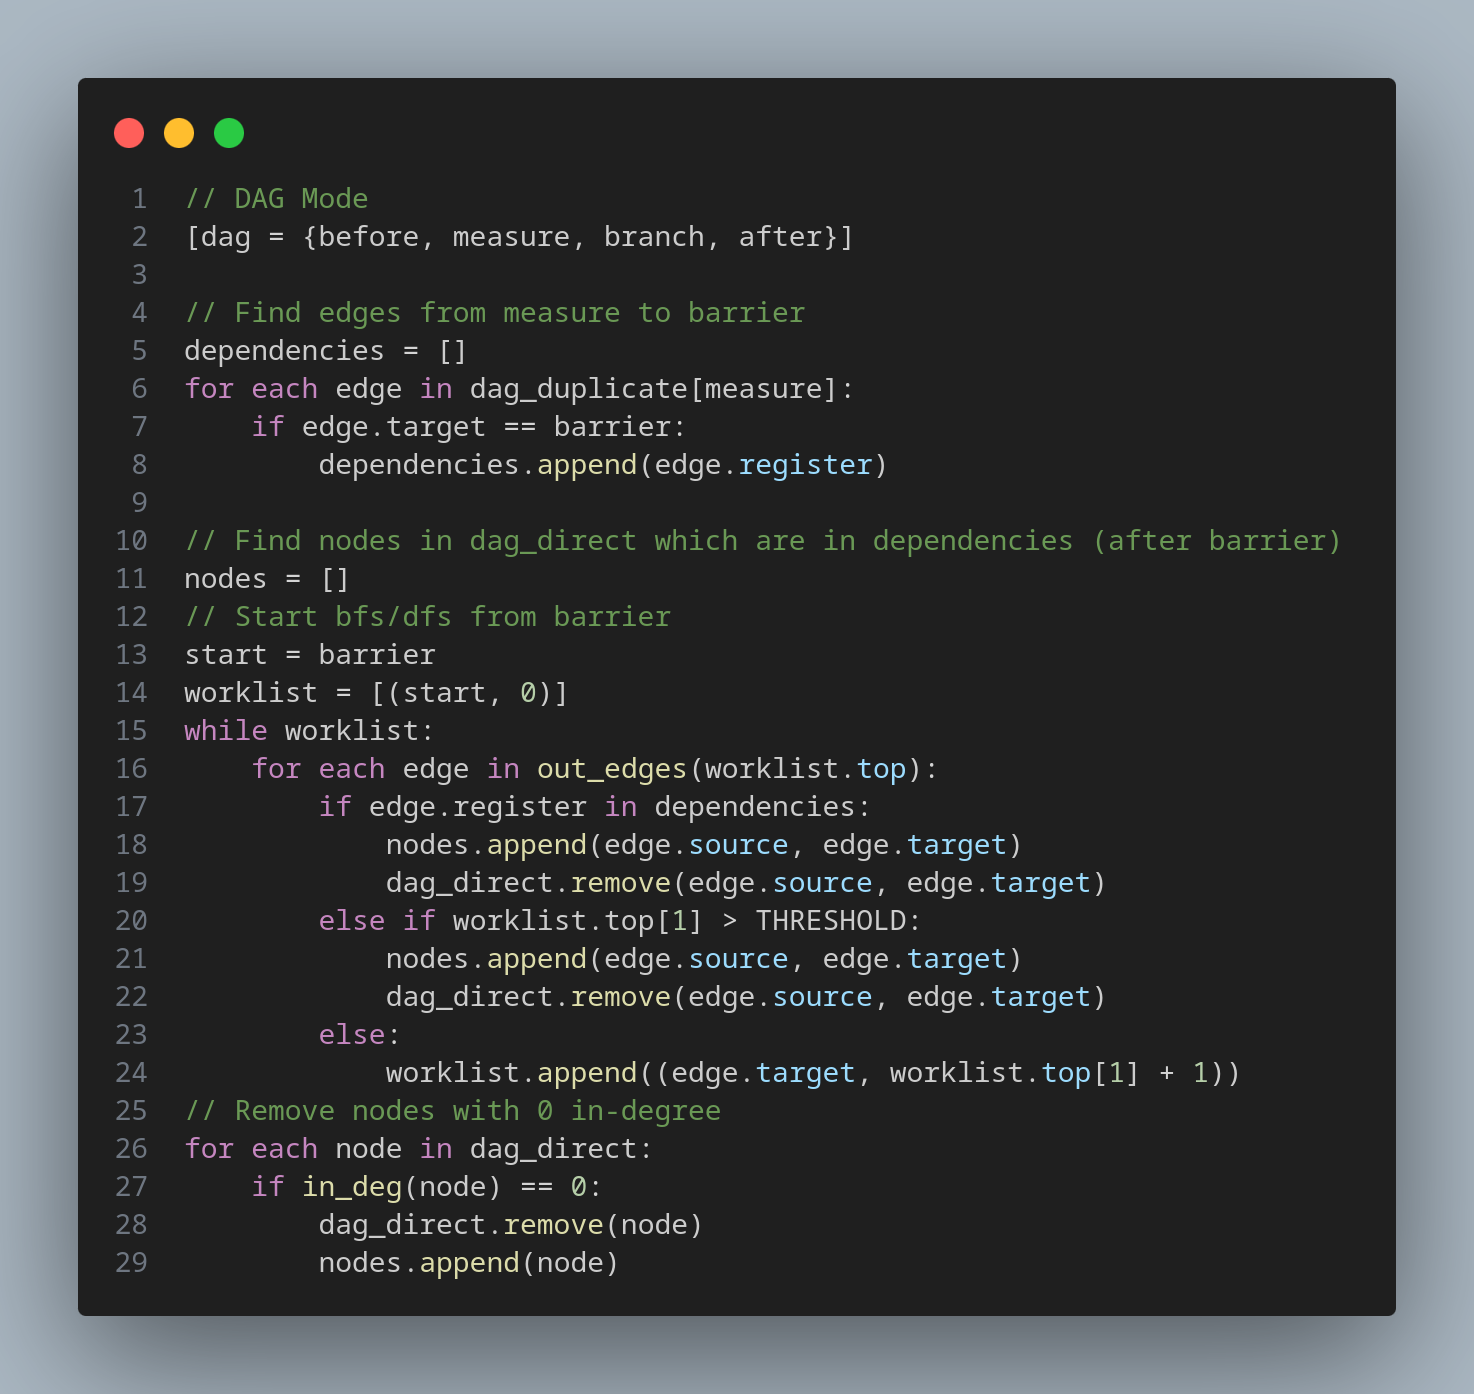 1 // DAG Mode
2 [dag = {before, measure, branch, after}]
3
4 // Find edges from measure to barrier
5 dependencies = []
6 for each edge in dag_duplicate[measure]:
7     if edge.target == barrier:
8         dependencies.append(edge.register)
9
10 // Find nodes in dag_direct which are in dependencies (after barrier)
11 nodes = []
12 // Start bfs/dfs from barrier
13 start = barrier
14 worklist = [(start, 0)]
15 while worklist:
16     for each edge in out_edges(worklist.top):
17         if edge.register in dependencies:
18             nodes.append(edge.source, edge.target)
19             dag_direct.remove(edge.source, edge.target)
20         else if worklist.top[1] > THRESHOLD:
21             nodes.append(edge.source, edge.target)
22             dag_direct.remove(edge.source, edge.target)
23         else:
24             worklist.append((edge.target, worklist.top[1] + 1))
25 // Remove nodes with 0 in-degree
26 for each node in dag_direct:
27     if in_deg(node) == 0:
28         dag_direct.remove(node)
29         nodes.append(node)